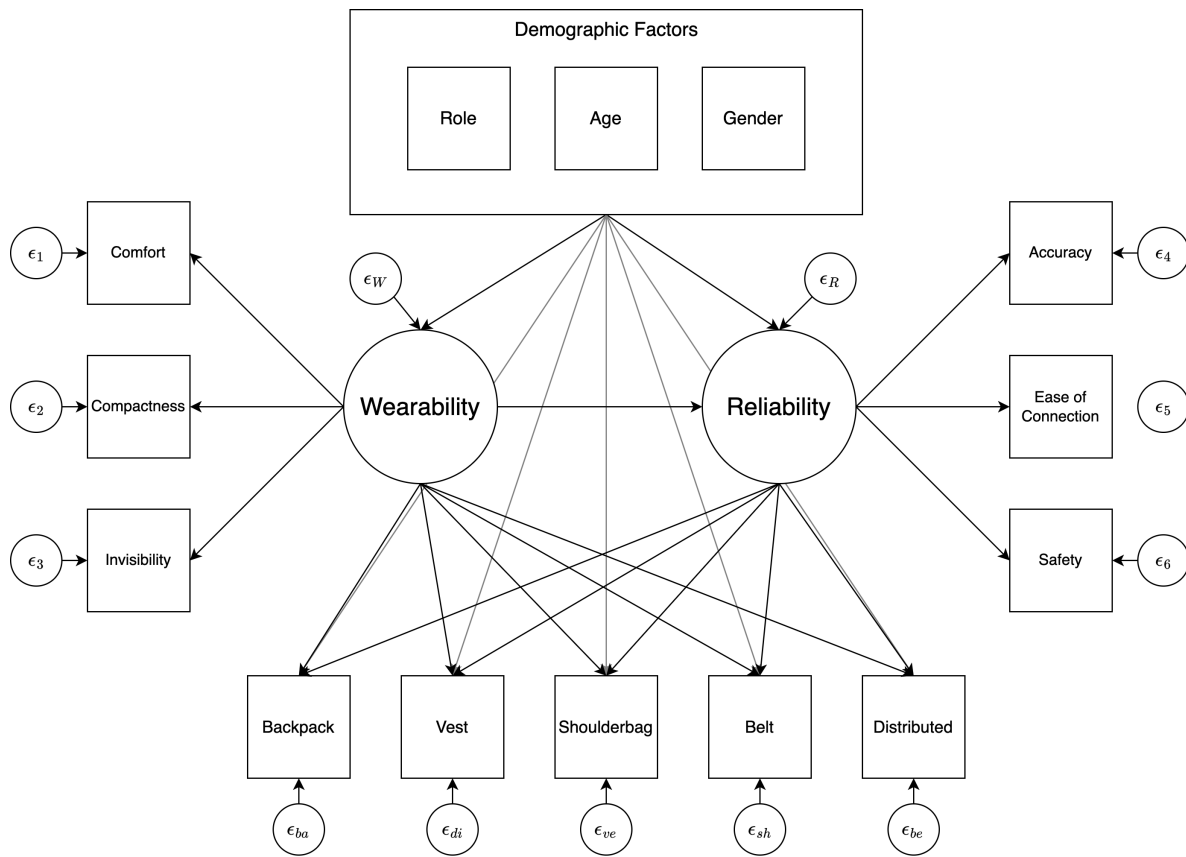 Demographic Factors
Role
Age
Gender
ϵ1
Comfort
ϵW
ϵR
Accuracy
ϵ4
ϵ2
Compactness
Wearability
Reliability
Ease of
Connection
ϵ5
ϵ3
Invisibility
Safety
ϵ6
Backpack
Vest
Shoulderbag
Belt
Distributed
ϵba
ϵdi
ϵve
ϵsh
ϵbe